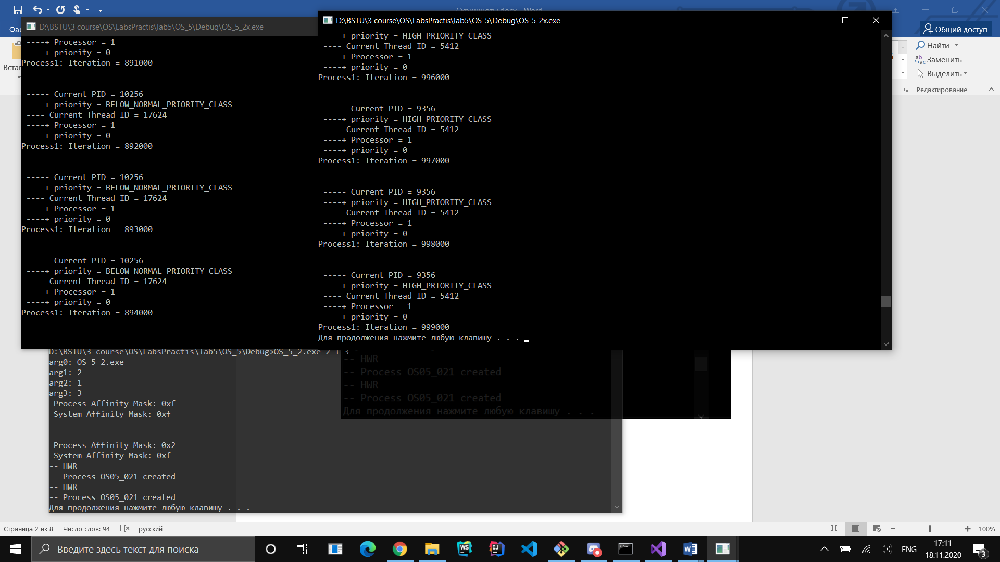 Скриншоты.docx - Word
Фай
Общий доступ
Встав
Найти
Заменить
Выделить
Редактирование
D:\BSTU\3 course\OS\LabsPractis\lab5\OS_5\Debug\OS_5_2x.exe
----+ Processor = 1
----+ priority = 0
Process1: Iteration = 891000
----- Current PID = 10256
----+ priority = BELOW_NORMAL_PRIORITY_CLASS
---- Current Thread ID = 17624
----+ Processor = 1
----+ priority = 0
Process1: Iteration = 892000
----- Current PID = 10256
----+ priority = BELOW_NORMAL_PRIORITY_CLASS
---- Current Thread ID = 17624
----+ Processor = 1
----+ priority = 0
Process1: Iteration = 893000
----- Current PID = 10256
----+ priority = BELOW_NORMAL_PRIORITY_CLASS
---- Current Thread ID = 17624
----+ Processor = 1
----+ priority = 0
Process1: Iteration = 894000
D:\BSTU\3 course\OS\LabsPractis\lab5\OS_5\Debug\OS_5_2x.exe
----+ priority = HIGH_PRIORITY_CLASS
---- Current Thread ID = 5412
----+ Processor = 1
----+ priority = 0
Process1: Iteration = 996000
----- Current PID = 9356
----+ priority = HIGH_PRIORITY_CLASS
---- Current Thread ID = 5412
----+ Processor = 1
----+ priority = 0
Process1: Iteration = 997000
----- Current PID = 9356
----+ priority = HIGH_PRIORITY_CLASS
---- Current Thread ID = 5412
----+ Processor = 1
----+ priority = 0
Process1: Iteration = 998000
----- Current PID = 9356
----+ priority = HIGH_PRIORITY_CLASS
---- Current Thread ID = 5412
----+ Processor = 1
----+ priority = 0
Process1: Iteration = 999000
Для продолжения нажмите любую клавишу . . .
D:\BSTU\3 course\OS\LabsPractis\lab5\OS_5\Debug>OS_5_2.exe 2 1 3
arg0: OS_5_2.exe
arg1: 2
arg2: 1
arg3: 3
Process Affinity Mask: 0xf
System Affinity Mask: 0xf
Process Affinity Mask: 0x2
System Affinity Mask: 0xf
-- HWR
-- Process OS05_021 created
-- HWR
-- Process OS05_021 created
Для продолжения нажмите любую клавишу . . .
-- HWR
-- Process OS05_021 created
-- HWR
-- Process OS05_021 created
Для продолжения нажмите любую клавишу . . .
Страница 2 из 8 Число слов: 94 русский
100%
Введите здесь текст для поиска
ENG
17:11
18.11.2020
3